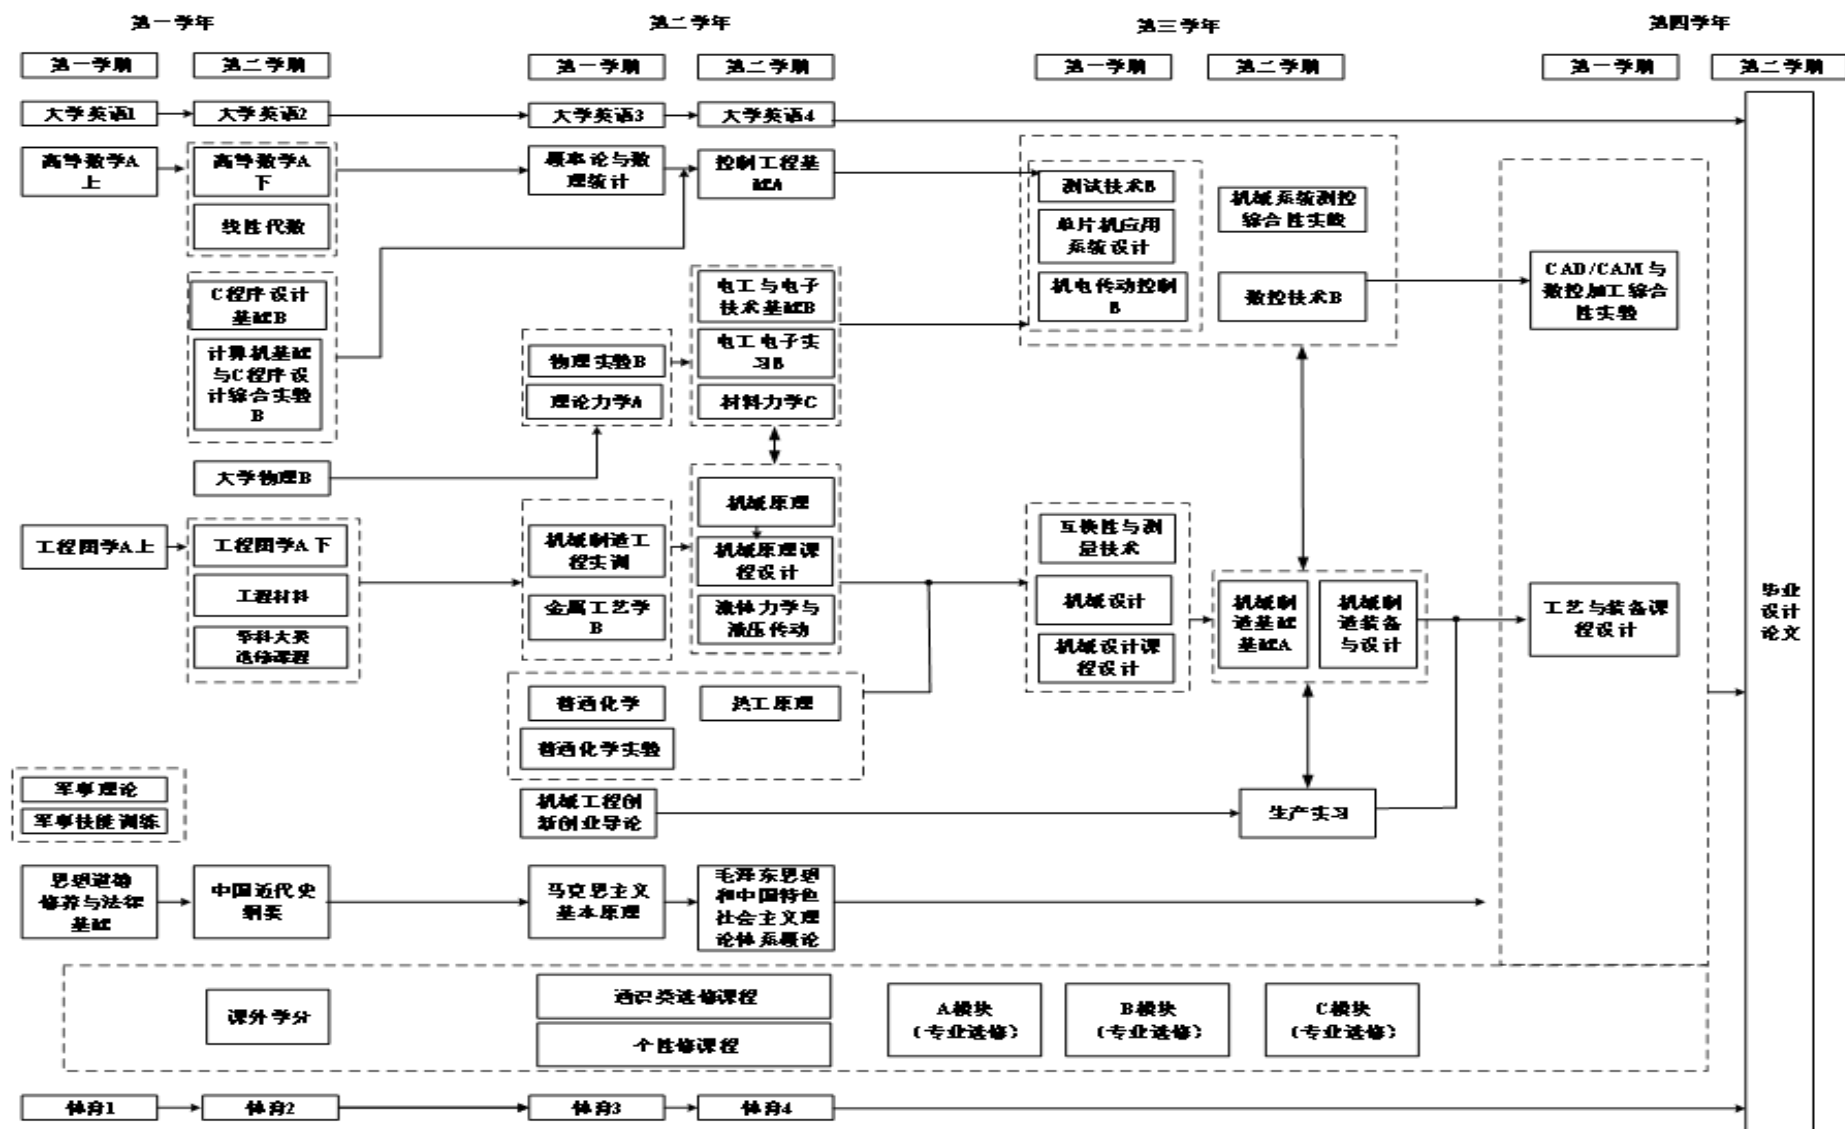 第一学年
第二学年
第三学年
第四学年
第一学期
第二学期
第一学期
第二学期
第一学期
第二学期
第一学期
第二学期
大学英语1
大学英语2
大学英语3
大学英语4
高等数学A
上
高等数学A
下
线性代数
概率论与数
理统计
控制工程基
础A
测试技术B
单片机应用
系统设计
机电传动控制
B
机械系统测控
综合性实验
数控技术B
CAD/CAM与
数控加工综合
性实验
C程序设计
基础B
计算机基础
与C程序设
计综合实验
B
大学物理B
物理实验B
理论力学A
电工与电子
技术基础B
电工电子实
习B
材料力学C
工程图学A上
工程图学A下
工程材料
学科大类
选修课程
机械制造工
程实训
金属工艺学
B
机械原理
机械原理课
程设计
流体力学与
液压传动
互换性与测
量技术
机械设计
机械设计课
程设计
机械制
造基础
基础A
机械制
造装备
与设计
工艺与装备课
程设计
毕业
设计
论文
普通化学
普通化学实验
热工原理
军事理论
军事技能训练
机械工程创
新创业导论
生产实习
思想道德
修养与法律
基础
中国近代史
纲要
马克思主义
基本原理
毛泽东思想
和中国特色
社会主义理
论体系概论
课外学分
通识类选修课程
个性修课程
A模块
（专业选修）
B模块
（专业选修）
C模块
（专业选修）
体育1
体育2
体育3
体育4